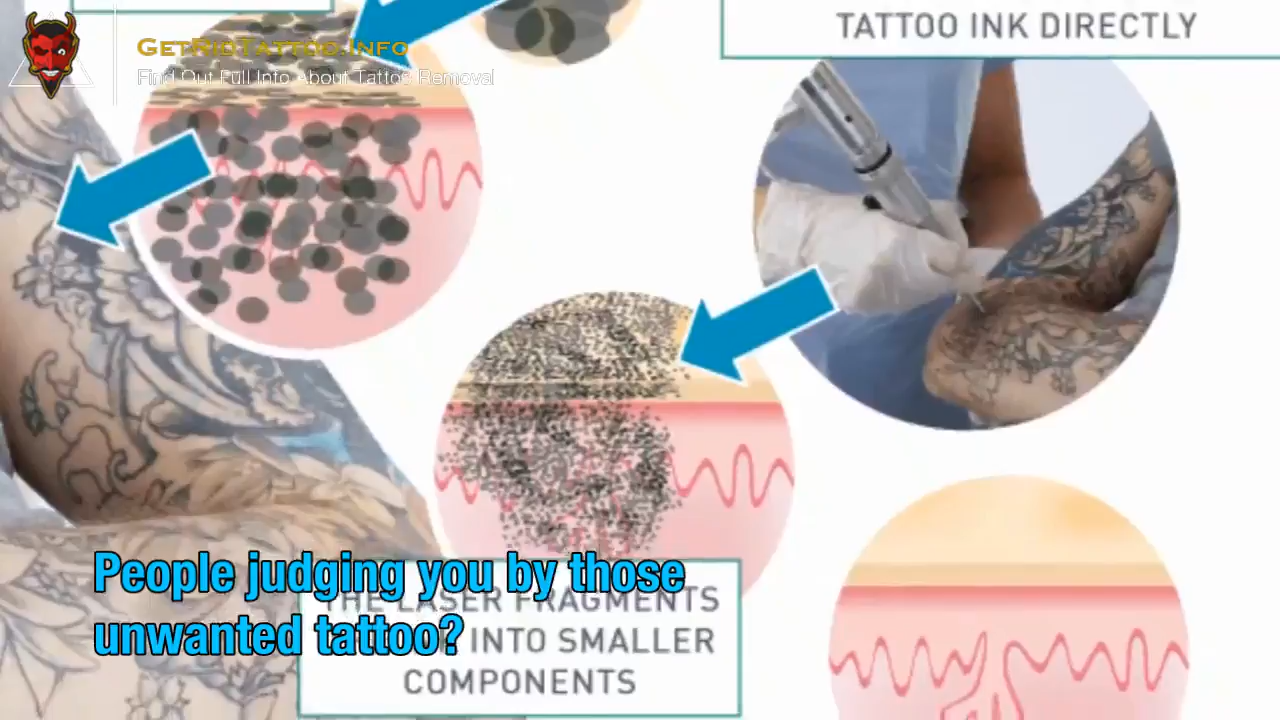 TATTOO INK DIRECTLY
GetRidTattoo.Info
Find Out Full Info About Tattos Removal
People judging you by those
unwanted tattoo?
THE LASER FRAGMENTS
INTO SMALLER
COMPONENTS